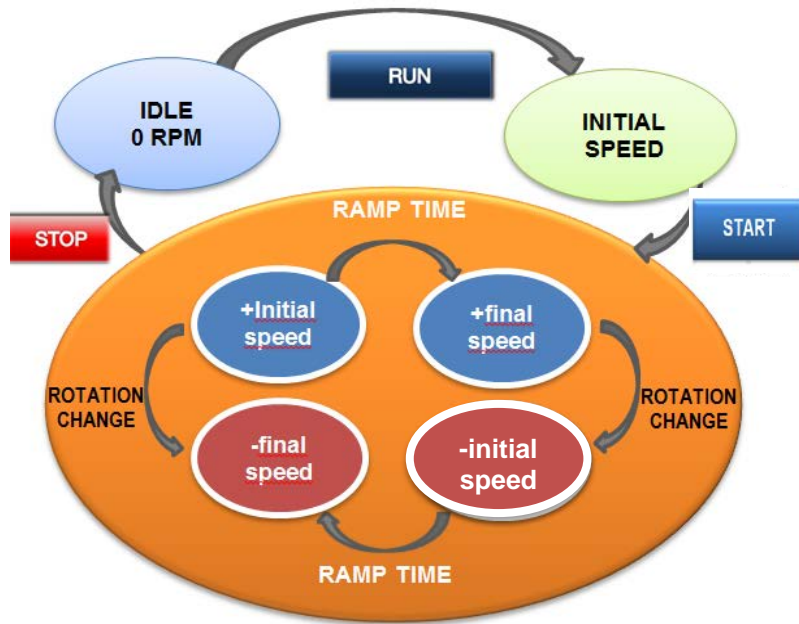 RUN
IDLE
0 RPM
INITIAL
SPEED
RAMP TIME
STOP
START
+Initial
speed
+final
speed
ROTATION
CHANGE
ROTATION
CHANGE
-final
speed
-initial
speed
RAMP TIME